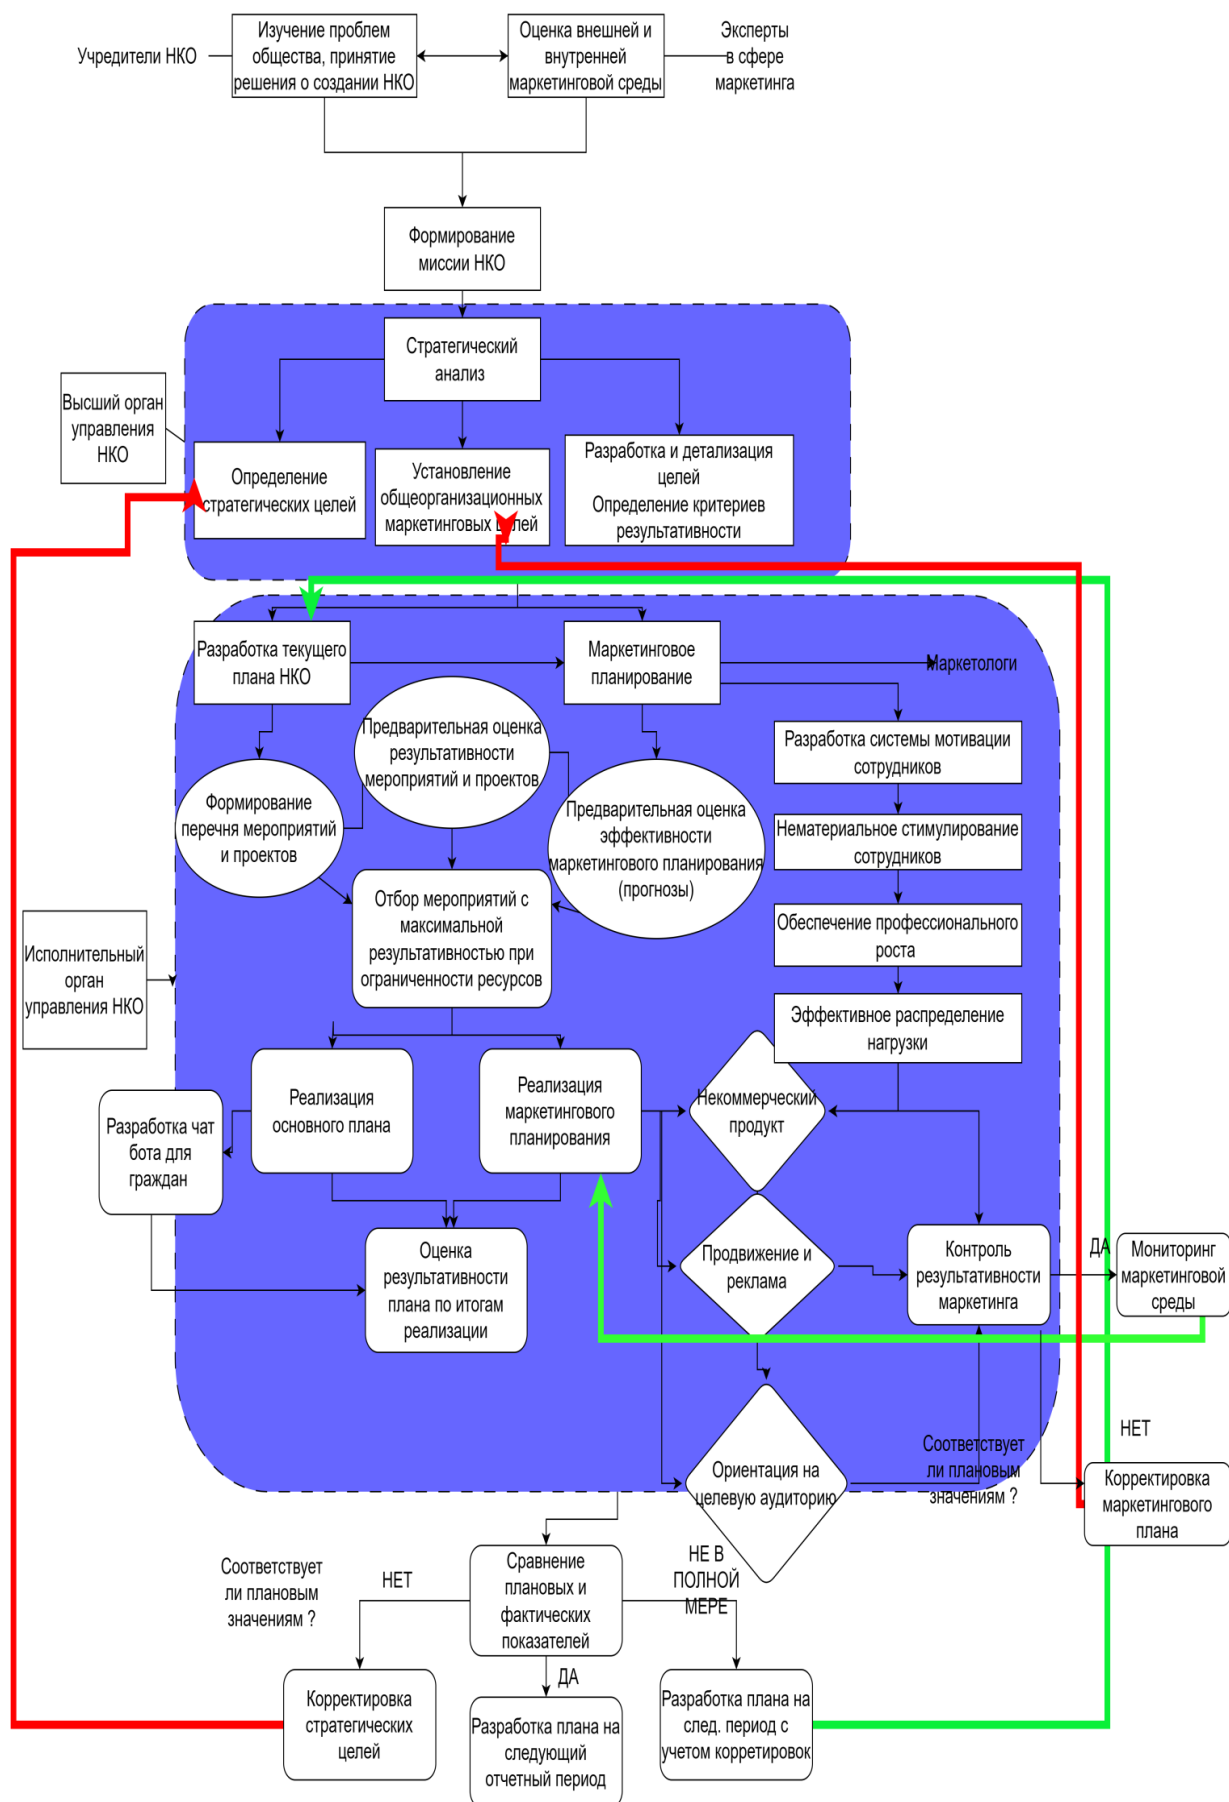 Учредители НКО
Изучение проблем
общества, принятие
решения о создании НКО
Оценка внешней и
внутренней
маркетинговой среды
Эксперты
в сфере
маркетинга
Формирование
миссии НКО
Стратегический
анализ
Высший орган
управления
НКО
Определение
стратегических целей
Установление
общеорганизационных
маркетинговых целей
Разработка и детализация
целей
Определение критериев
результативности
Разработка текущего
плана НКО
Маркетинговое
планирование
Маркетологи
Предварительная оценка
результативности
мероприятий и проектов
Разработка системы мотивации
сотрудников
Формирование
перечня мероприятий
и проектов
Предварительная оценка
эффективности
маркетингового планирования
(прогнозы)
Нематериальное стимулирование
сотрудников
Отбор мероприятий с
максимальной
результативностью при
ограниченности ресурсов
Обеспечение профессионального
роста
Исполнительный
орган
управления НКО
Эффективное распределение
нагрузки
Реализация
основного плана
Реализация
маркетингового
планирования
Некоммерческий
продукт
Разработка чат
бота для
граждан
Оценка
результативности
плана по итогам
реализации
Продвижение и
реклама
Контроль
результативности
маркетинга
ДА
Мониторинг
маркетинговой
среды
НЕТ
Ориентация на
целевую аудиторию
Соответствует
ли плановым
значениям ?
Корректировка
маркетингового
плана
Соответствует
ли плановым
значениям ?
НЕТ
Сравнение
плановых и
фактических
показателей
НЕ В
ПОЛНОЙ
МЕРЕ
ДА
Корректировка
стратегических
целей
Разработка плана на
следующий
отчетный период
Разработка плана на
след. период с
учетом корретировок